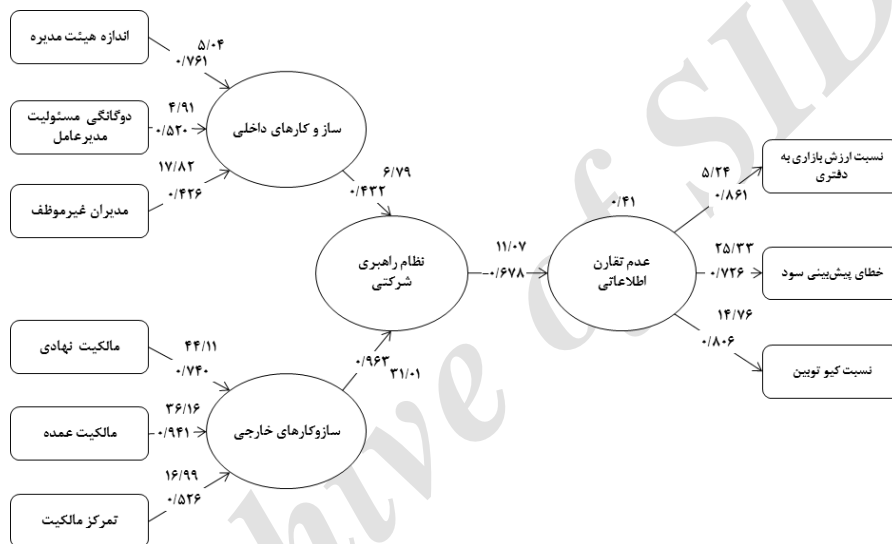 اندازه هیئت مدیره
۵/۰۴
۰/۷۶۱
دوگانگی مسئولیت
مدیرعامل
۴/۹۱
۰/۵۲۰
مدیران غیرموظف
۱۷/۸۲
۰/۴۲۶
ساز و کارهای داخلی
۶/۷۹
۰/۴۳۲
نظام راهبری
شرکتی
۱۱/۰۷
-۰/۶۷۸
۰/۴۱
عدم تقارن
اطلاعاتی
۵/۲۴
۰/۸۶۱
نسبت ارزش بازاری به
دفتری
۲۵/۳۳
۰/۷۲۶
خطای پیش‌بینی سود
۱۴/۷۶
۰/۸۰۶
نسبت کیو توبین
مالکیت نهادی
۴۴/۱۱
۰/۷۴۰
مالکیت عمده
۳۶/۱۶
۰/۹۴۱
تمرکز مالکیت
۱۶/۹۹
۰/۵۲۶
سازوکارهای خارجی
۰/۹۶۳
۳۱/۰۱
hive of SID